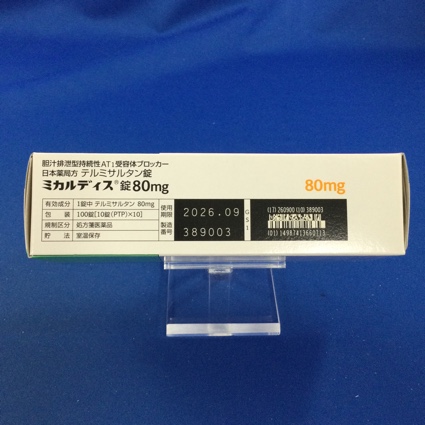 胆汁排泄型持続性AT1受容体ブロッカー
日本薬局方 テルミサルタン錠
ミカルディス®錠80mg
80mg
有効成分 1錠中 テルミサルタン 80mg
包装 100錠[10錠(PTP)×10]
規制区分 処方箋医薬品
貯法 室温保存
使用期限 2026.09
製造番号 389003
GS1
(17) 260900 (10) 389003